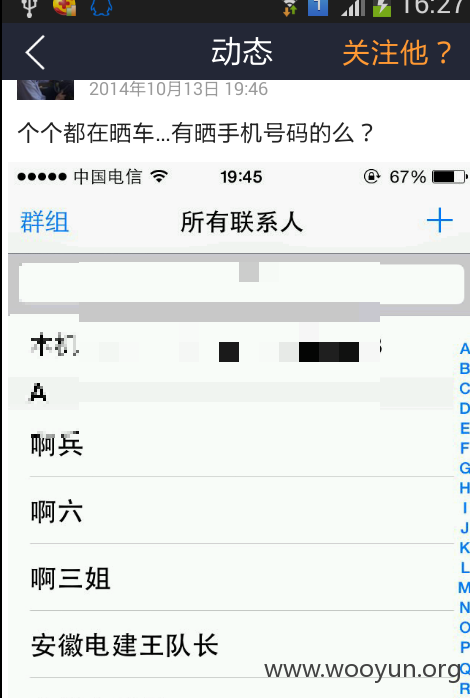 16:27
动态 关注他？
2014年10月13日 19:46
个个都在晒车...有晒手机号码的么？
中国电信 19:45 67%
群组 所有联系人 +
本机
A
啊兵
啊六
啊三姐
安徽电建王队长
A
B
C
D
E
F
G
H
I
J
K
L
M
N
O
P
Q
R
www.wooyun.org